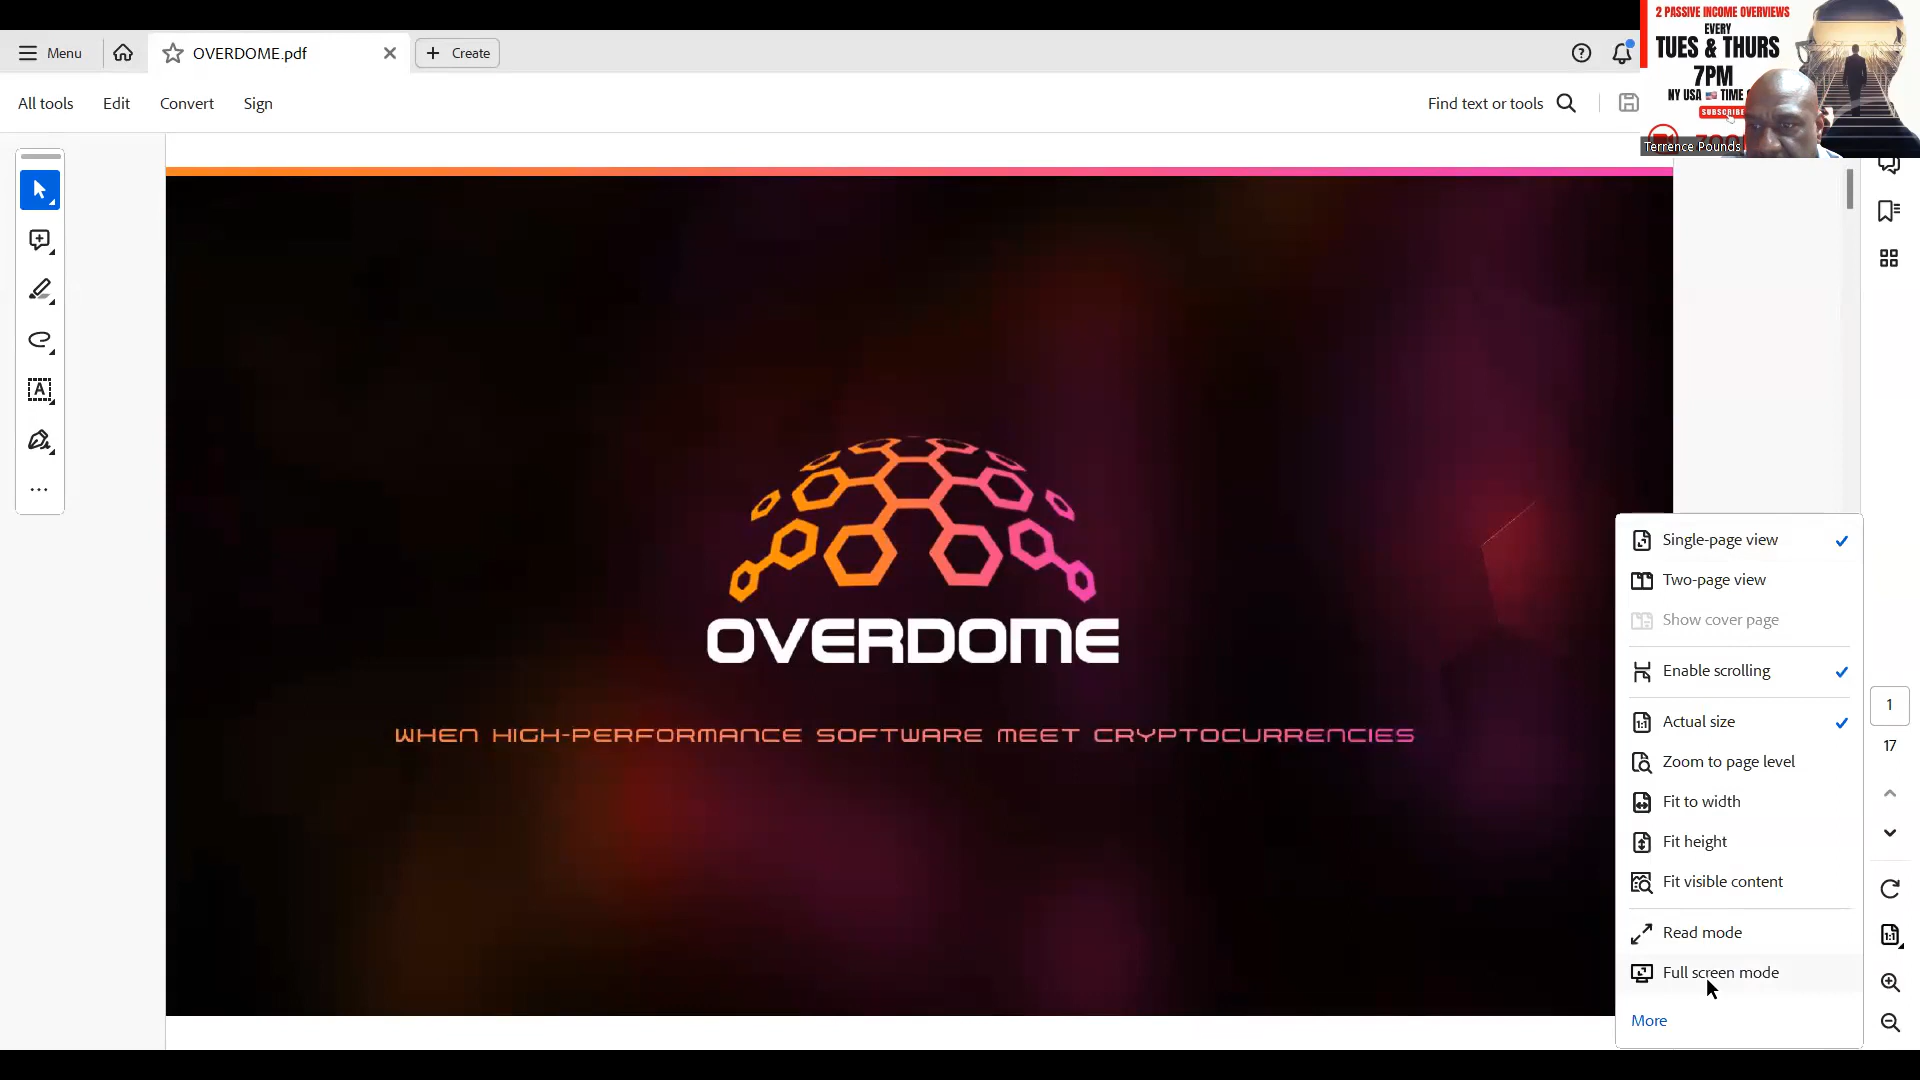 Menu
OVERDOME.pdf
Create
All tools
Edit
Convert
Sign
Find text or tools
2 PASSIVE INCOME OVERVIEWS
EVERY
TUES & THURS
7PM
NY USA TIME
SUBSCRIBE
Terrence Pounds
A
OVERDOME
WHEN HIGH-PERFORMANCE SOFTWARE MEET CRYPTOCURRENCIES
Single-page view
Two-page view
Show cover page
Enable scrolling
Actual size
Zoom to page level
Fit to width
Fit height
Fit visible content
Read mode
Full screen mode
More
1
17